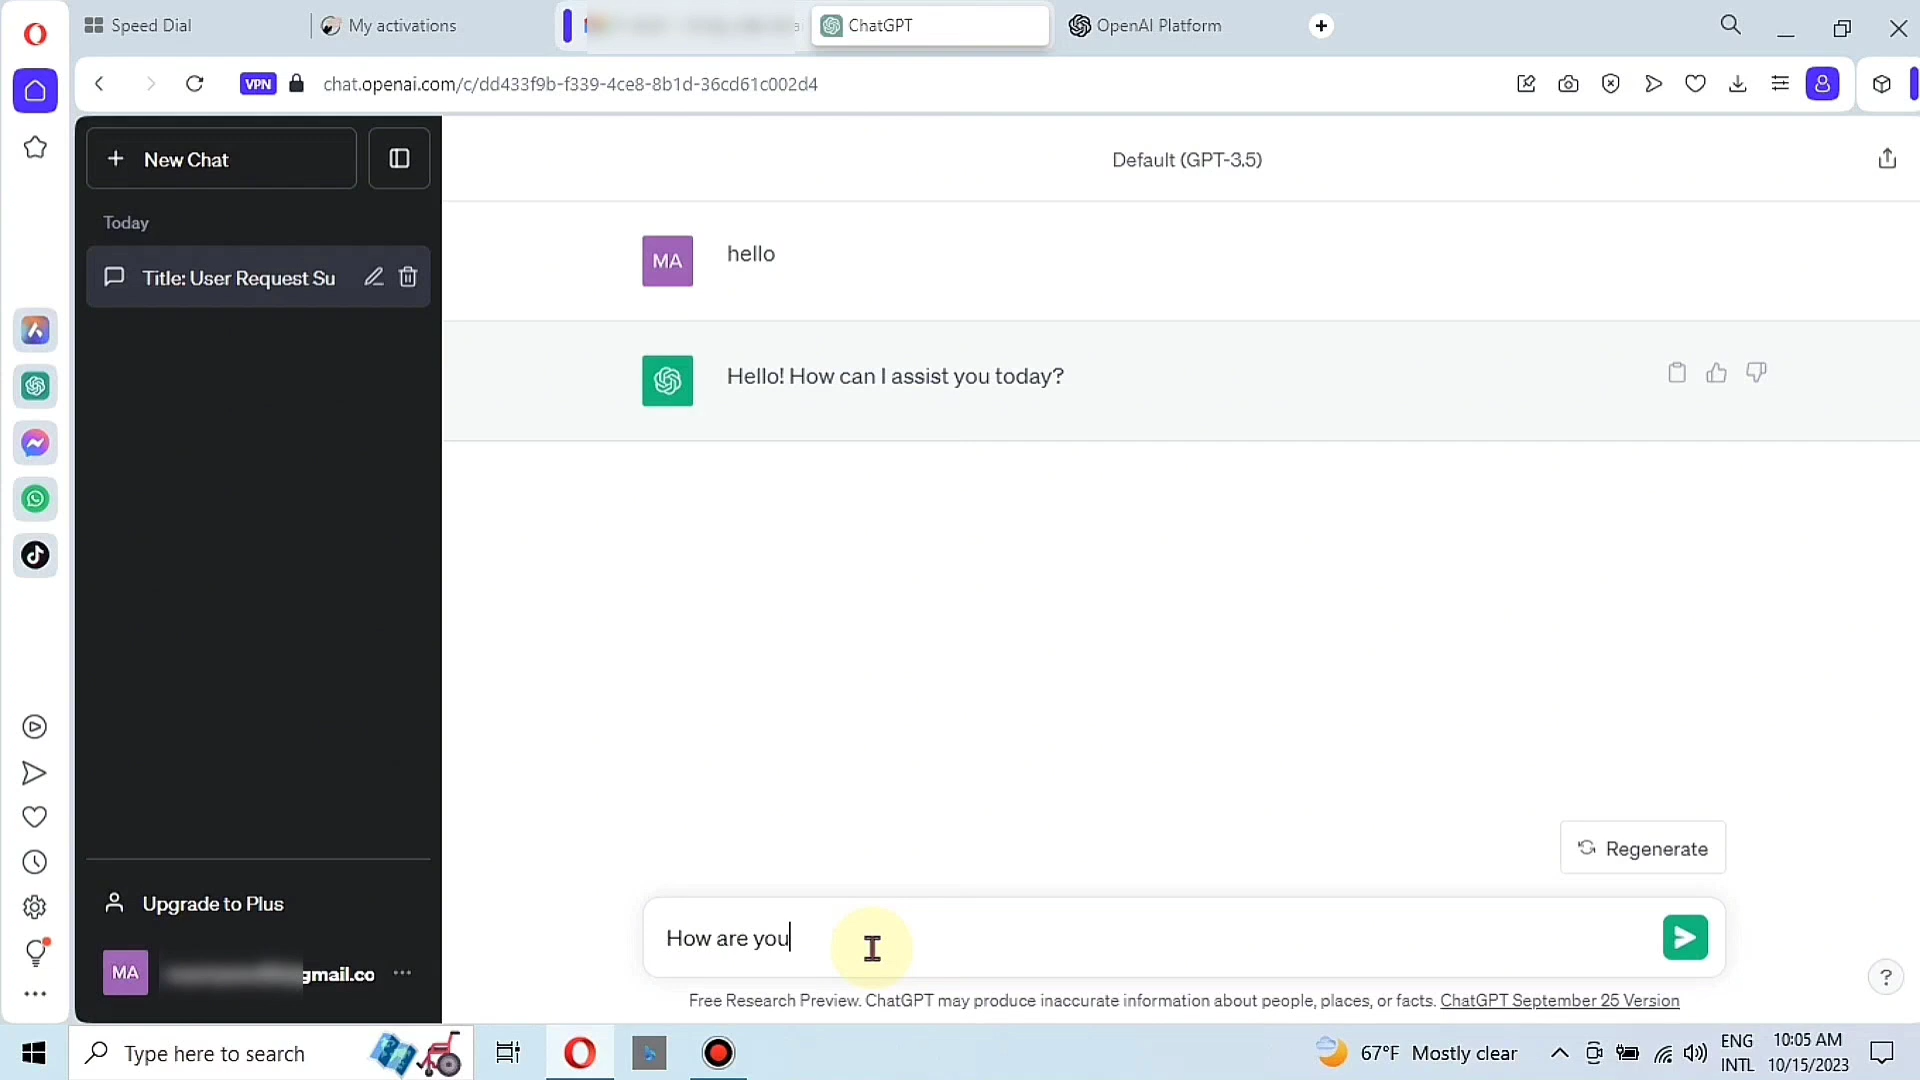 Speed Dial
My activations
ChatGPT
OpenAI Platform
VPN
chat.openai.com/c/dd433f9b-f339-4ce8-8b1d-36cd61c002d4
New Chat
Default (GPT-3.5)
Today
Title: User Request Su
MA
hello
Hello! How can I assist you today?
Regenerate
Upgrade to Plus
MA
gmail.co
How are you
?
Free Research Preview. ChatGPT may produce inaccurate information about people, places, or facts. ChatGPT September 25 Version
Type here to search
67°F Mostly clear
ENG
INTL
10:05 AM
10/15/2023